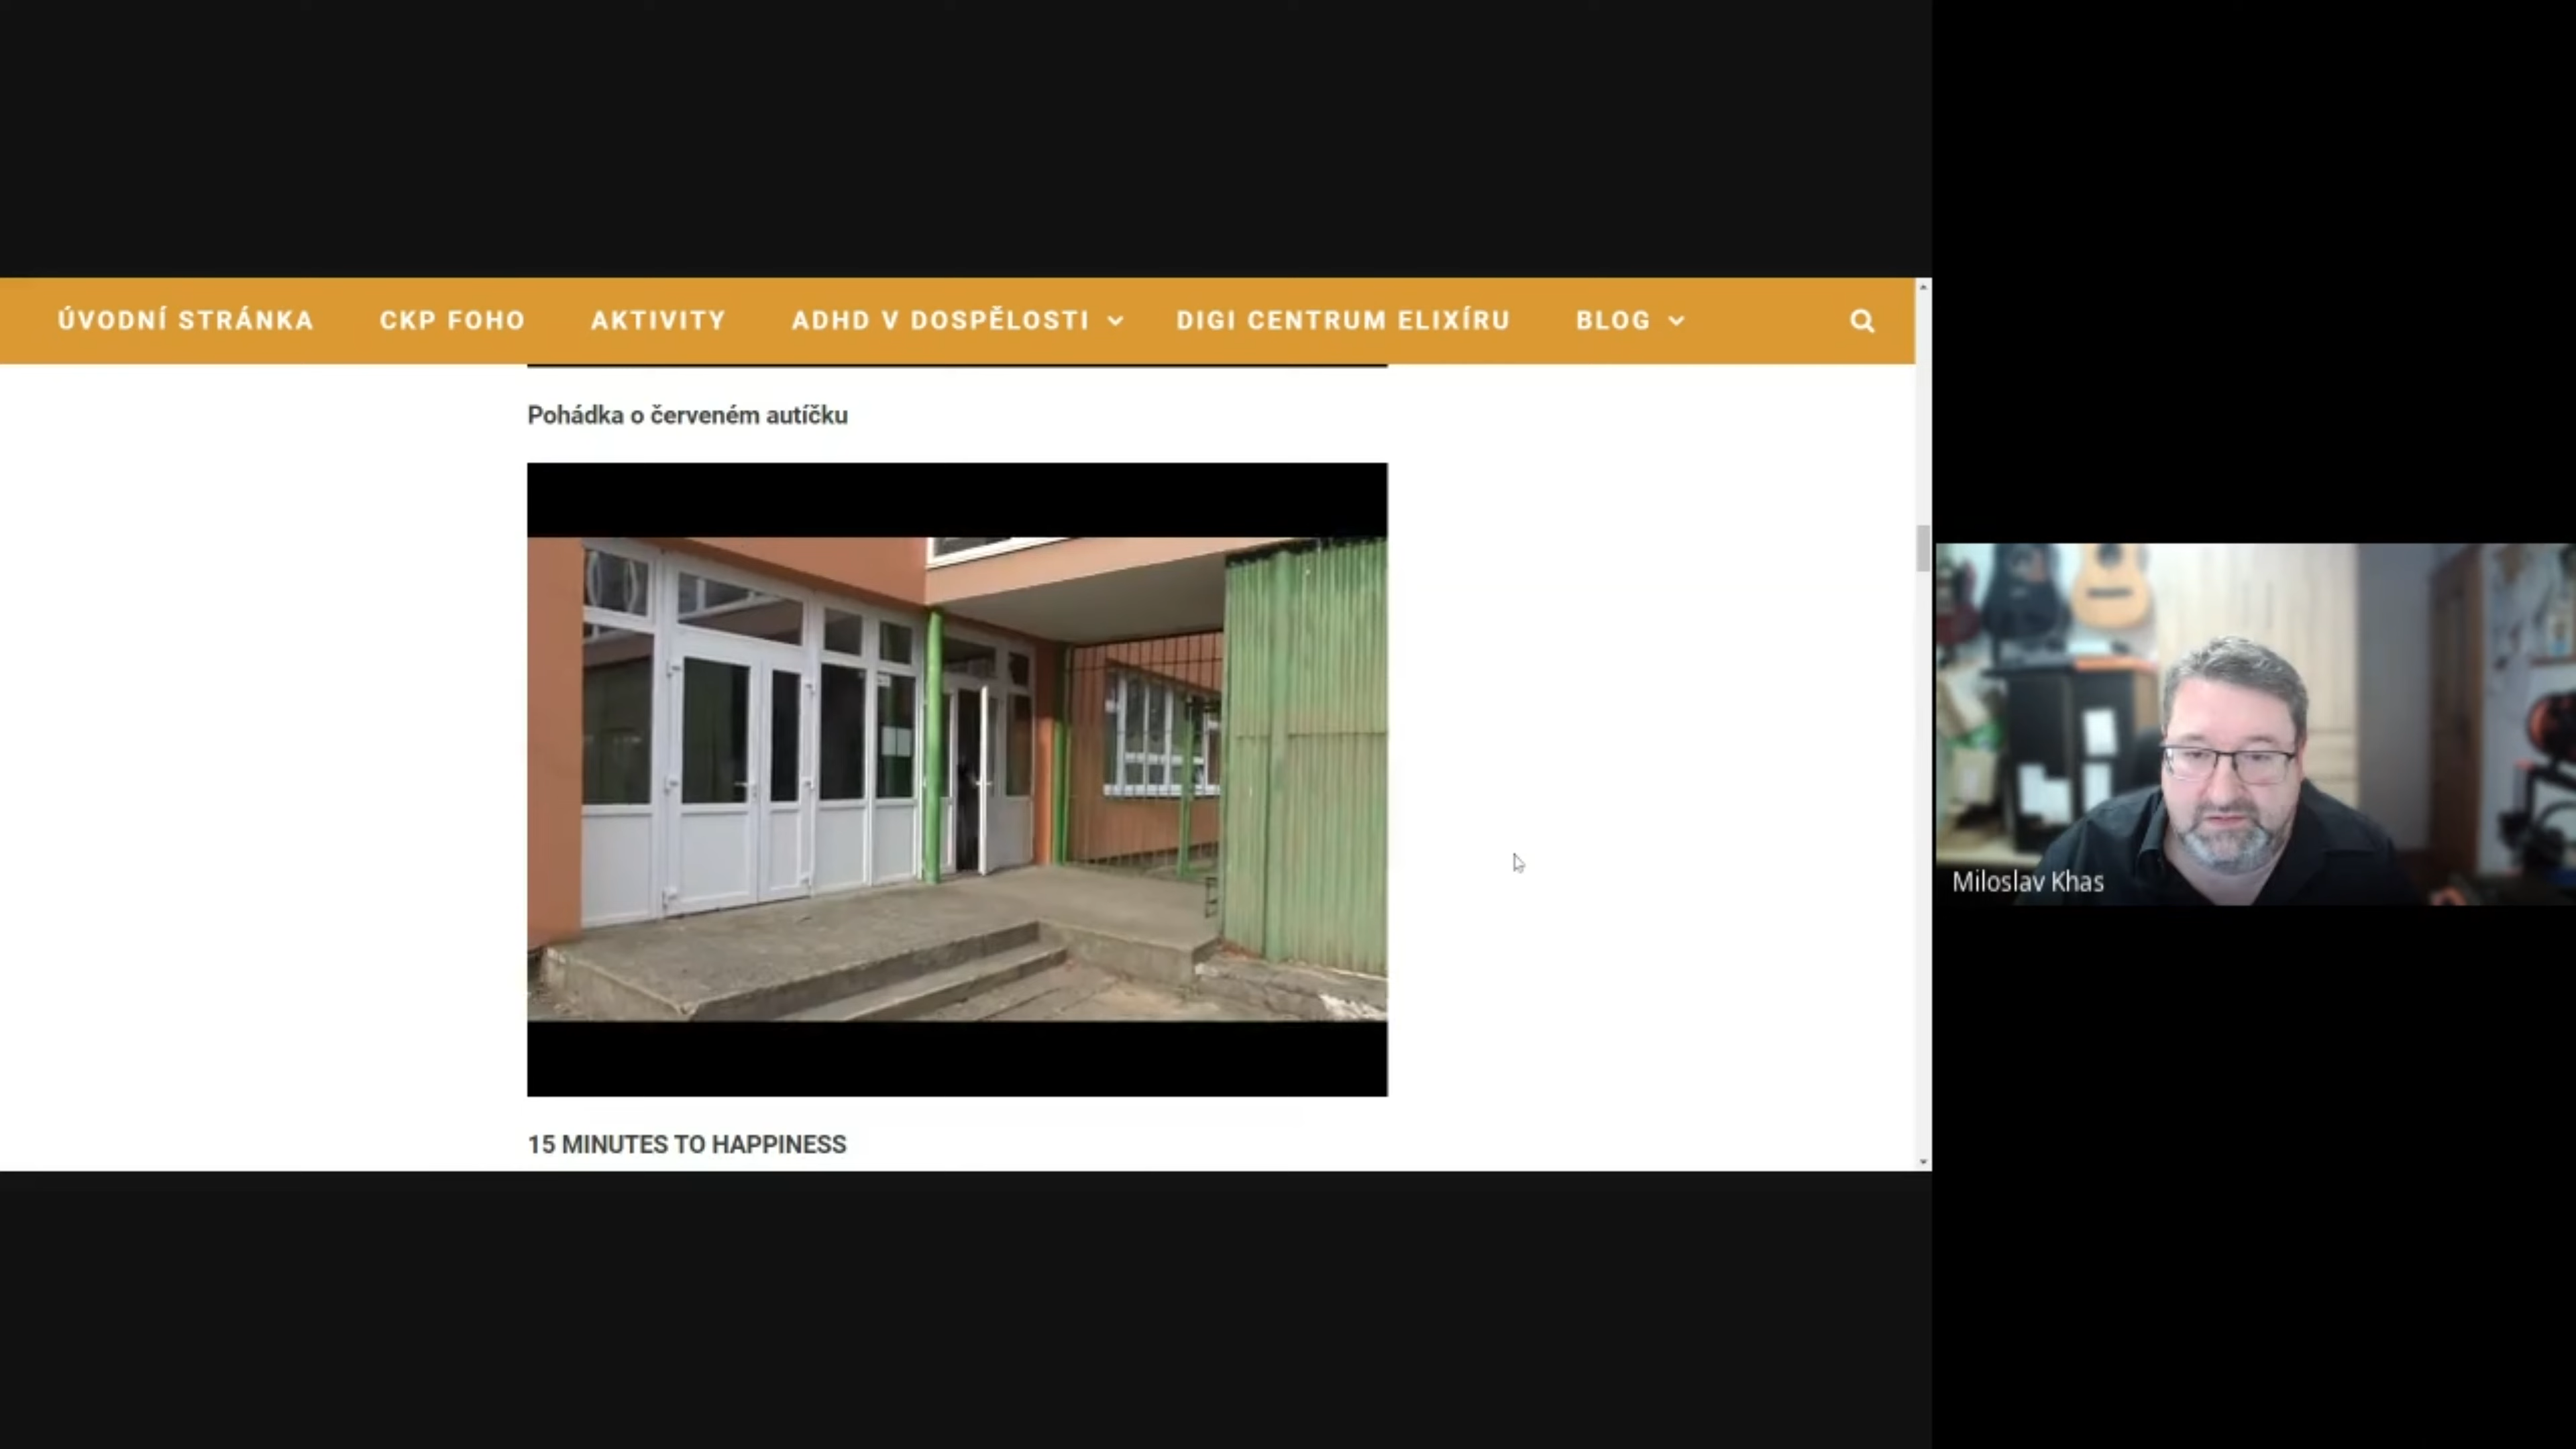 ÚVODNÍ STRÁNKA CKP FOHO AKTIVITY ADHD V DOSPĚLOSTI DIGI CENTRUM ELIXÍRU BLOG
Pohádka o červeném autíčku
15 MINUTES TO HAPPINESS
Miloslav Khas